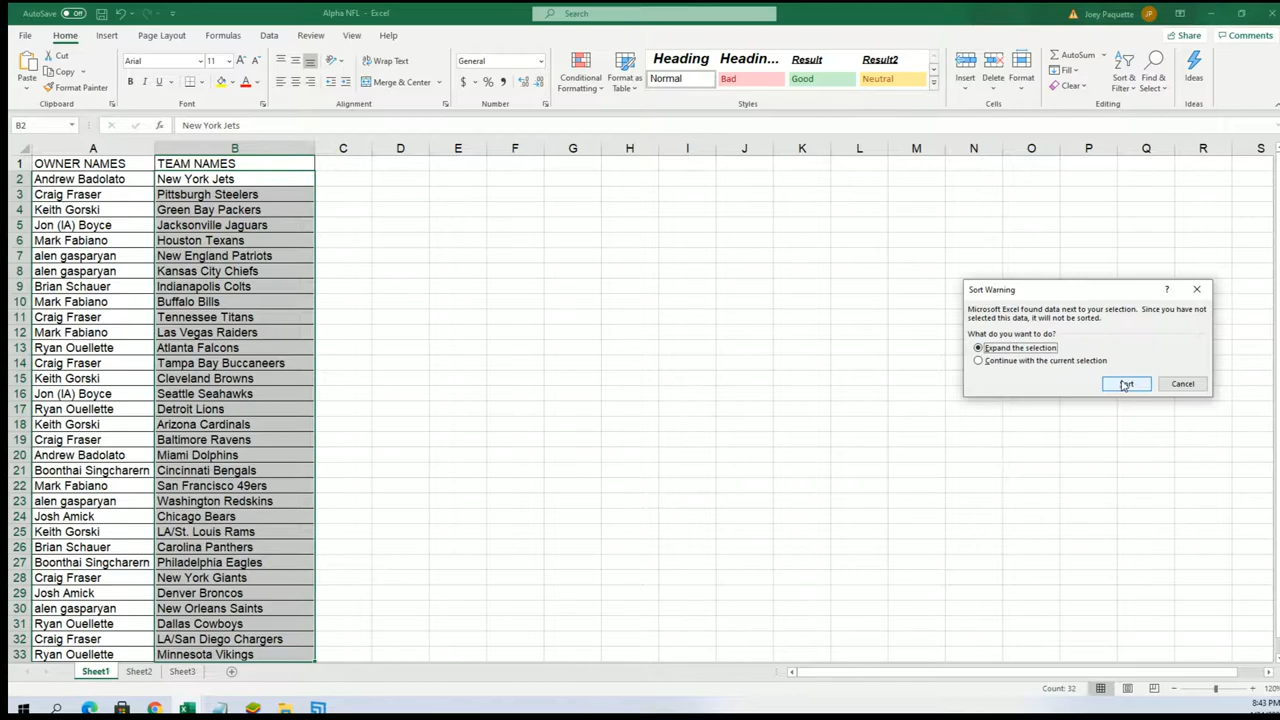 AutoSave Off Alpha NFL - Excel Search Joey Paquette JP
File Home Insert Page Layout Formulas Data Review View Help Share Comments
Paste Cut Copy Format Painter Clipboard
Arial 11 B I U A Font
Wrap Text Merge & Center Alignment
General $ % Number
Conditional Formatting Format as Table
Heading Headin... Result Result2
Normal Bad Good Neutral
Styles
Insert Delete Format Cells
AutoSum Fill Clear Sort & Filter Find & Select Editing
Ideas Ideas
B2 fx New York Jets
A B C D E F G H I J K L M N O P Q R S
1 OWNER NAMES TEAM NAMES
2 Andrew Badolato New York Jets
3 Craig Fraser Pittsburgh Steelers
4 Keith Gorski Green Bay Packers
5 Jon (IA) Boyce Jacksonville Jaguars
6 Mark Fabiano Houston Texans
7 alen gasparyan New England Patriots
8 alen gasparyan Kansas City Chiefs
9 Brian Schauer Indianapolis Colts
10 Mark Fabiano Buffalo Bills
11 Craig Fraser Tennessee Titans
12 Mark Fabiano Las Vegas Raiders
13 Ryan Ouellette Atlanta Falcons
14 Craig Fraser Tampa Bay Buccaneers
15 Keith Gorski Cleveland Browns
16 Jon (IA) Boyce Seattle Seahawks
17 Ryan Ouellette Detroit Lions
18 Keith Gorski Arizona Cardinals
19 Craig Fraser Baltimore Ravens
20 Andrew Badolato Miami Dolphins
21 Boonthai Singcharern Cincinnati Bengals
22 Mark Fabiano San Francisco 49ers
23 alen gasparyan Washington Redskins
24 Josh Amick Chicago Bears
25 Keith Gorski LA/St. Louis Rams
26 Brian Schauer Carolina Panthers
27 Boonthai Singcharern Philadelphia Eagles
28 Craig Fraser New York Giants
29 Josh Amick Denver Broncos
30 alen gasparyan New Orleans Saints
31 Ryan Ouellette Dallas Cowboys
32 Craig Fraser LA/San Diego Chargers
33 Ryan Ouellette Minnesota Vikings
Sort Warning ?
Microsoft Excel found data next to your selection. Since you have not
selected this data, it will not be sorted.
What do you want to do?
Expand the selection
Continue with the current selection
Cancel
Sheet1 Sheet2 Sheet3
Count: 32 120%
8:43 PM